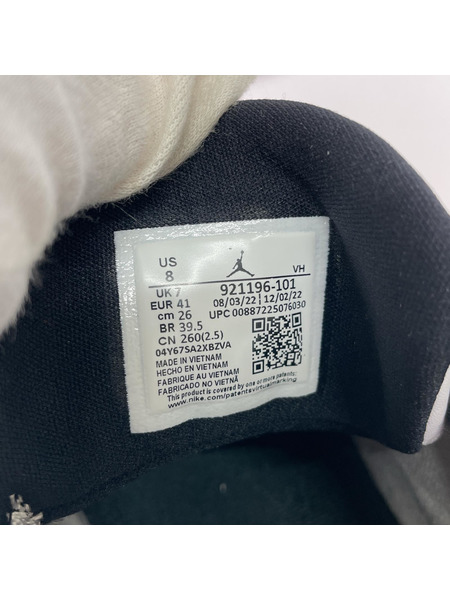 US
8
VH
UK 7
921196-101
EUR 41
08/03/22 12/02/22
cm 26
UPC 00887225076030
BR 39.5
CN 260(2.5)
04Y67SA2XBZVA
MADE IN VIETNAM
HECHO EN VIETNAM
FABRIQUE AU VIETNAM
FABRICADO NO VIETNÃ
This product is covered by one or more patents.
www.nike.com/patentsvirtualmarking